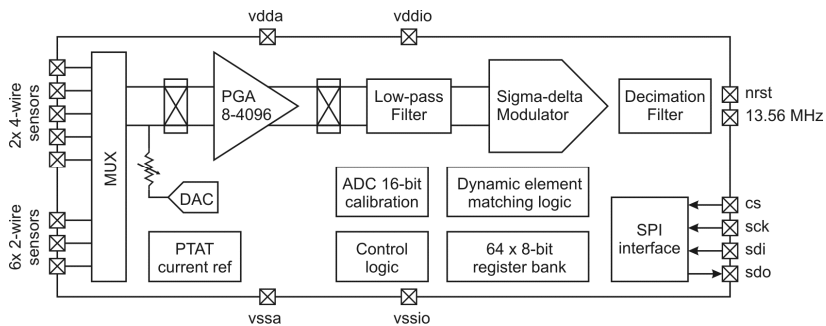 vdda
vddio
2x 4-wire
sensors
6x 2-wire
sensors
MUX
PGA
8-4096
Low-pass
Filter
Sigma-delta
Modulator
Decimation
Filter
nrst
13.56 MHz
DAC
ADC 16-bit
calibration
Dynamic element
matching logic
PTAT
current ref
Control
logic
64 x 8-bit
register bank
SPI
interface
cs
sck
sdi
sdo
vssa
vssio